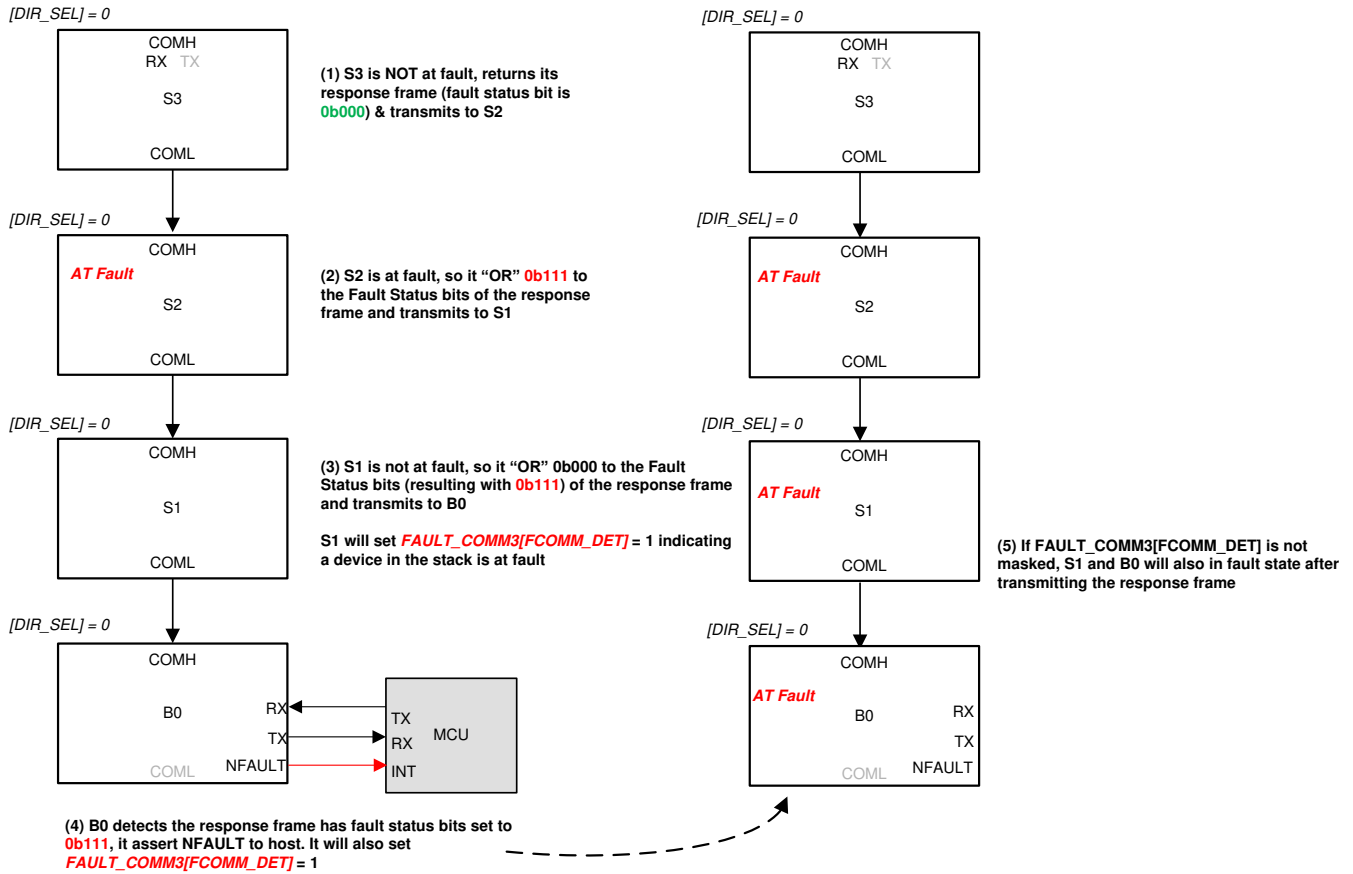 [DIR_SEL] = 0
COMH
RX TX
S3
COML
(1) S3 is NOT at fault, returns its
response frame (fault status bit is
0b000) & transmits to S2
[DIR_SEL] = 0
COMH
AT Fault
S2
COML
(2) S2 is at fault, so it “OR” 0b111 to
the Fault Status bits of the response
frame and transmits to S1
[DIR_SEL] = 0
COMH
S1
COML
(3) S1 is not at fault, so it “OR” 0b000 to the Fault
Status bits (resulting with 0b111) of the response frame
and transmits to B0
S1 will set FAULT_COMM3[FCOMM_DET] = 1 indicating
a device in the stack is at fault
[DIR_SEL] = 0
COMH
B0
RX
TX
NFAULT
COML
TX
RX
INT
MCU
(4) B0 detects the response frame has fault status bits set to
0b111, it assert NFAULT to host. It will also set
FAULT_COMM3[FCOMM_DET] = 1
[DIR_SEL] = 0
COMH
RX TX
S3
COML
[DIR_SEL] = 0
COMH
AT Fault
S2
COML
[DIR_SEL] = 0
COMH
AT Fault
S1
COML
(5) If FAULT_COMM3[FCOMM_DET] is not
masked, S1 and B0 will also in fault state after
transmitting the response frame
[DIR_SEL] = 0
COMH
AT Fault
B0
RX
TX
NFAULT
COML